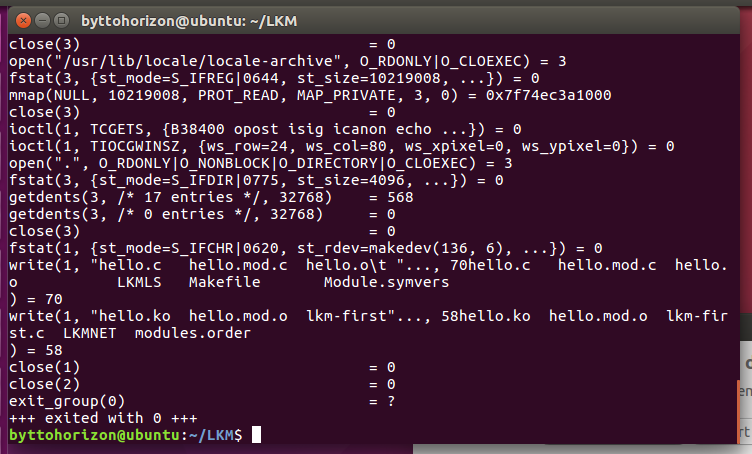 byttohorizon@ubuntu: ~/LKM
close(3)                                = 0
open("/usr/lib/locale/locale-archive", O_RDONLY|O_CLOEXEC) = 3
fstat(3, {st_mode=S_IFREG|0644, st_size=10219008, ...}) = 0
mmap(NULL, 10219008, PROT_READ, MAP_PRIVATE, 3, 0) = 0x7f74ec3a1000
close(3)                                = 0
ioctl(1, TCGETS, {B38400 opost isig icanon echo ...}) = 0
ioctl(1, TIOCGWINSZ, {ws_row=24, ws_col=80, ws_xpixel=0, ws_ypixel=0}) = 0
open(".", O_RDONLY|O_NONBLOCK|O_DIRECTORY|O_CLOEXEC) = 3
fstat(3, {st_mode=S_IFDIR|0775, st_size=4096, ...}) = 0
getdents(3, /* 17 entries */, 32768)    = 568
getdents(3, /* 0 entries */, 32768)     = 0
close(3)                                = 0
fstat(1, {st_mode=S_IFCHR|0620, st_rdev=makedev(136, 6), ...}) = 0
write(1, "hello.c   hello.mod.c  hello.o\t "..., 70hello.c   hello.mod.c  hello.
o           LKMLS   Makefile       Module.symvers
) = 70
write(1, "hello.ko  hello.mod.o  lkm-first"..., 58hello.ko  hello.mod.o  lkm-fir
st.c  LKMNET  modules.order
) = 58
close(1)                                = 0
close(2)                                = 0
exit_group(0)                           = ?
+++ exited with 0 +++
byttohorizon@ubuntu:~/LKM$